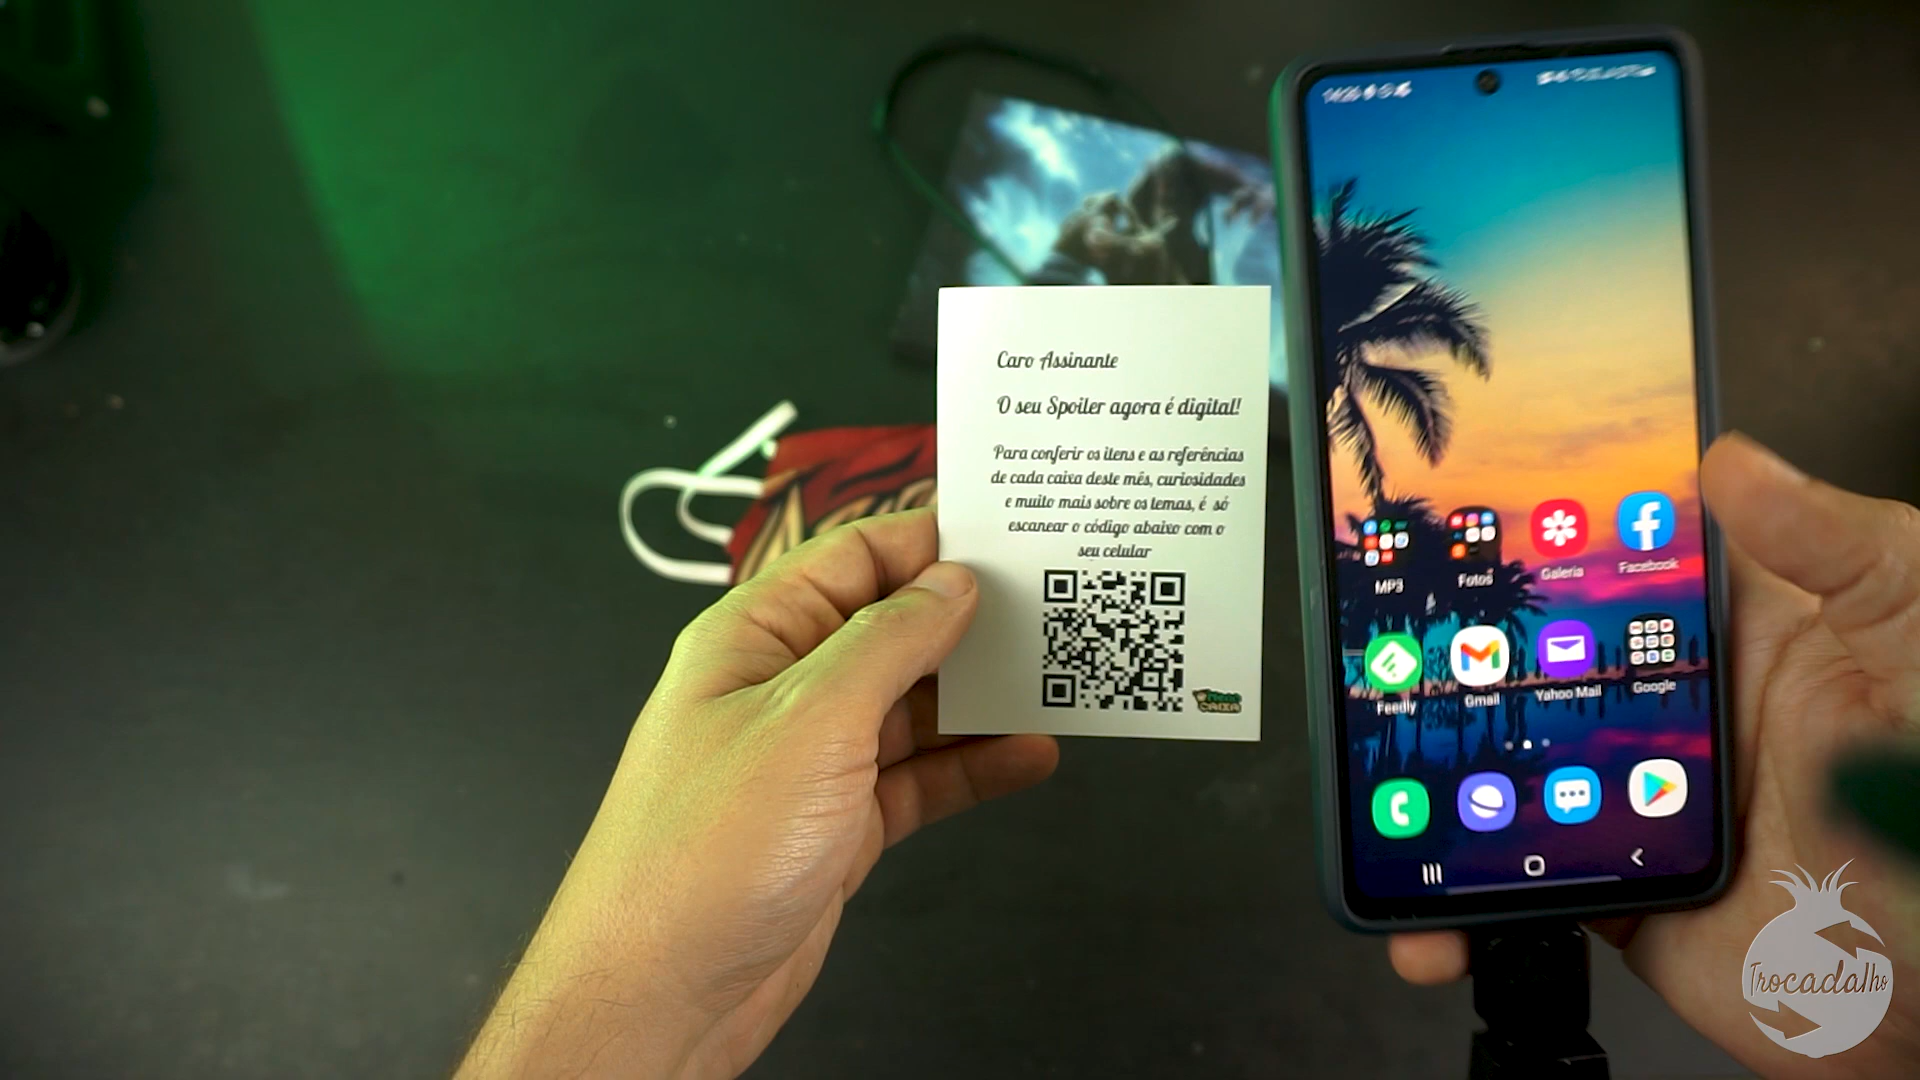 Caro Assinante
O seu Spoiler agora é digital!
Para conferir os itens e as referências
de cada caixa deste mês, curiosidades
e muito mais sobre os temas, é só
escanear o código abaixo com o
seu celular
CAIXA
MP3
Fotos
Galeria
Facebook
Feedly
Gmail
Yahoo Mail
Google
Trocadalho